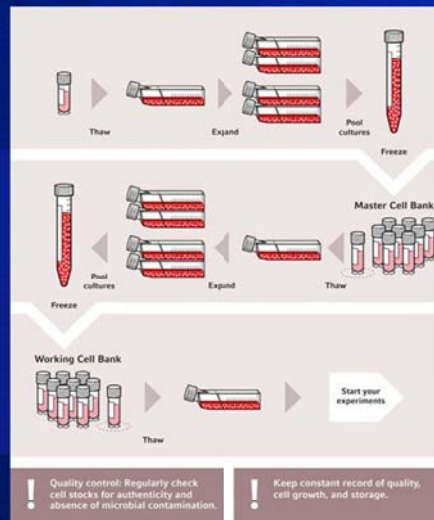 Thaw
Expand
Pool
cultures
Freeze
Master Cell Bank
Thaw
Expand
Pool
cultures
Freeze
Working Cell Bank
Thaw
Start your
experiments
! Quality control: Regularly check
cell stocks for authenticity and
absence of microbial contamination.
! Keep constant record of quality,
cell growth, and storage.